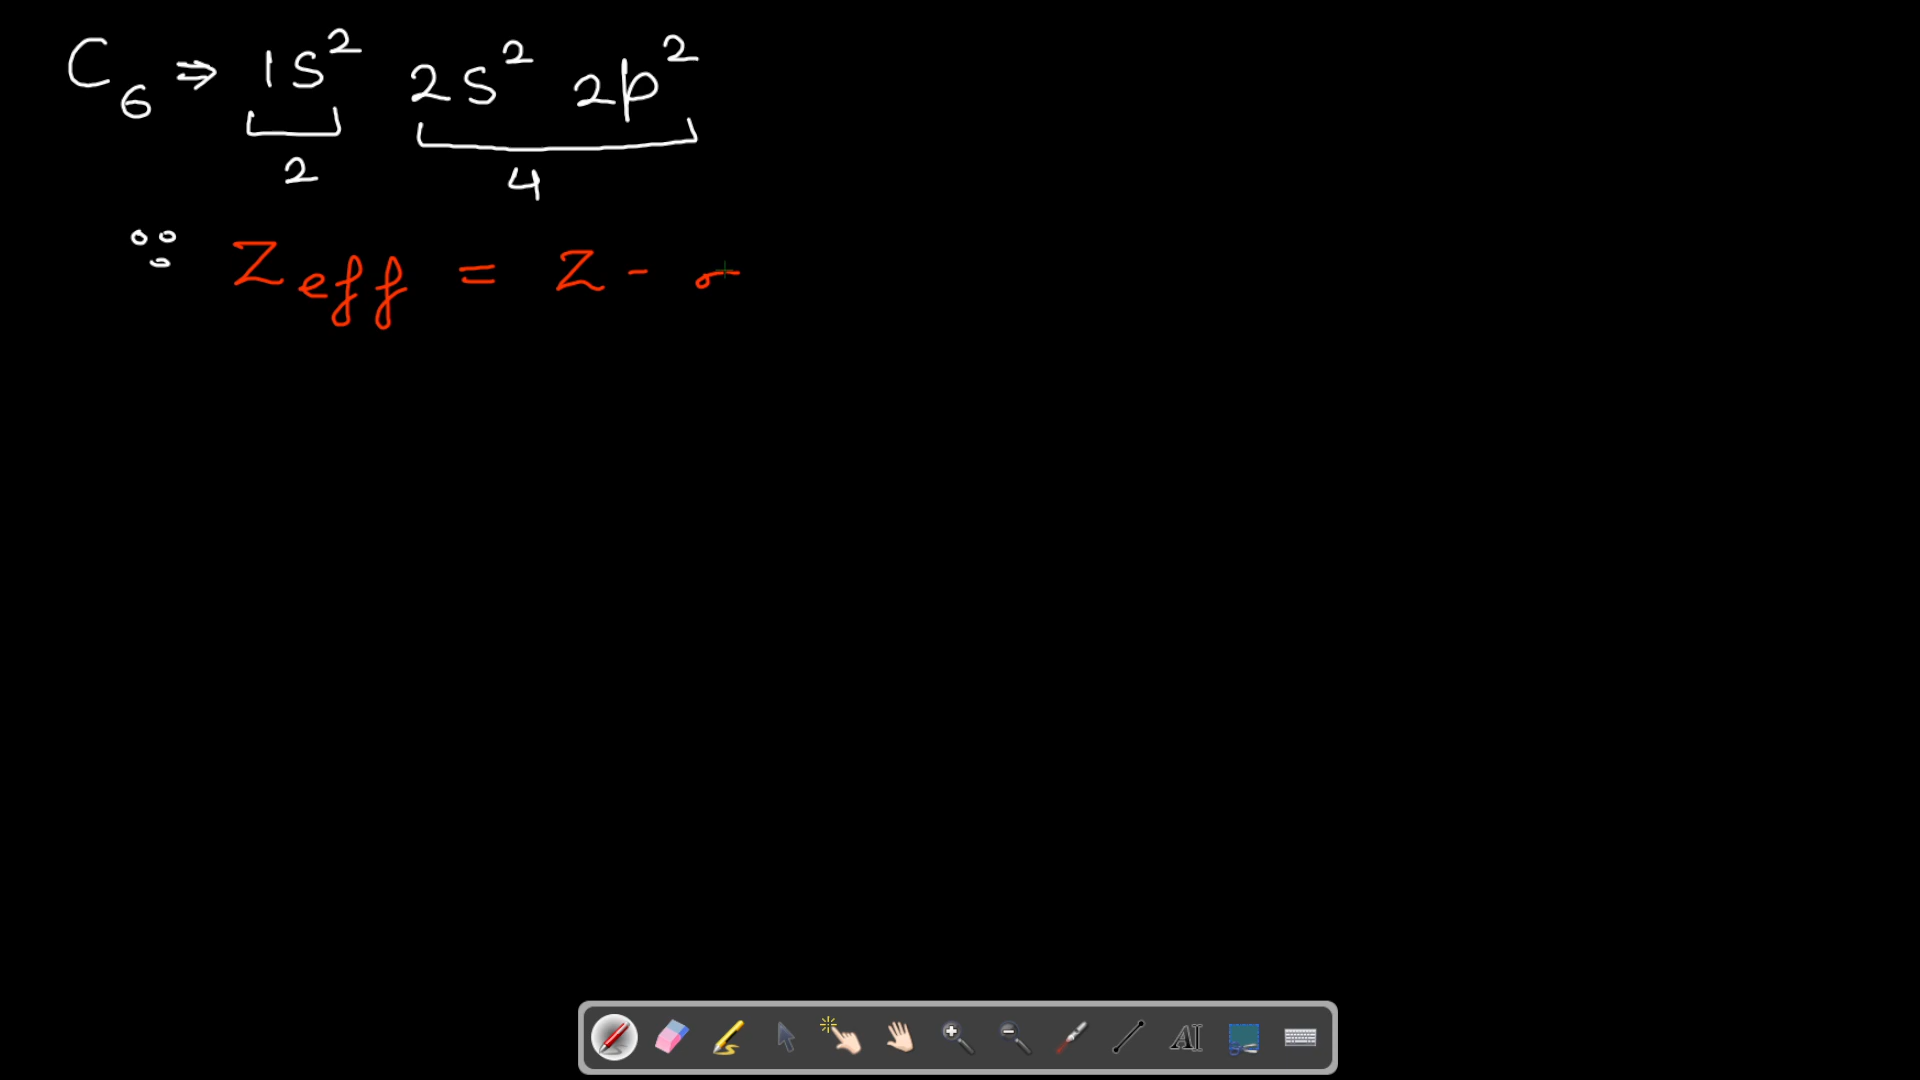 C₆ ⇒ 1s² 2s² 2p²
2 4
∵ Zeff = Z - σ